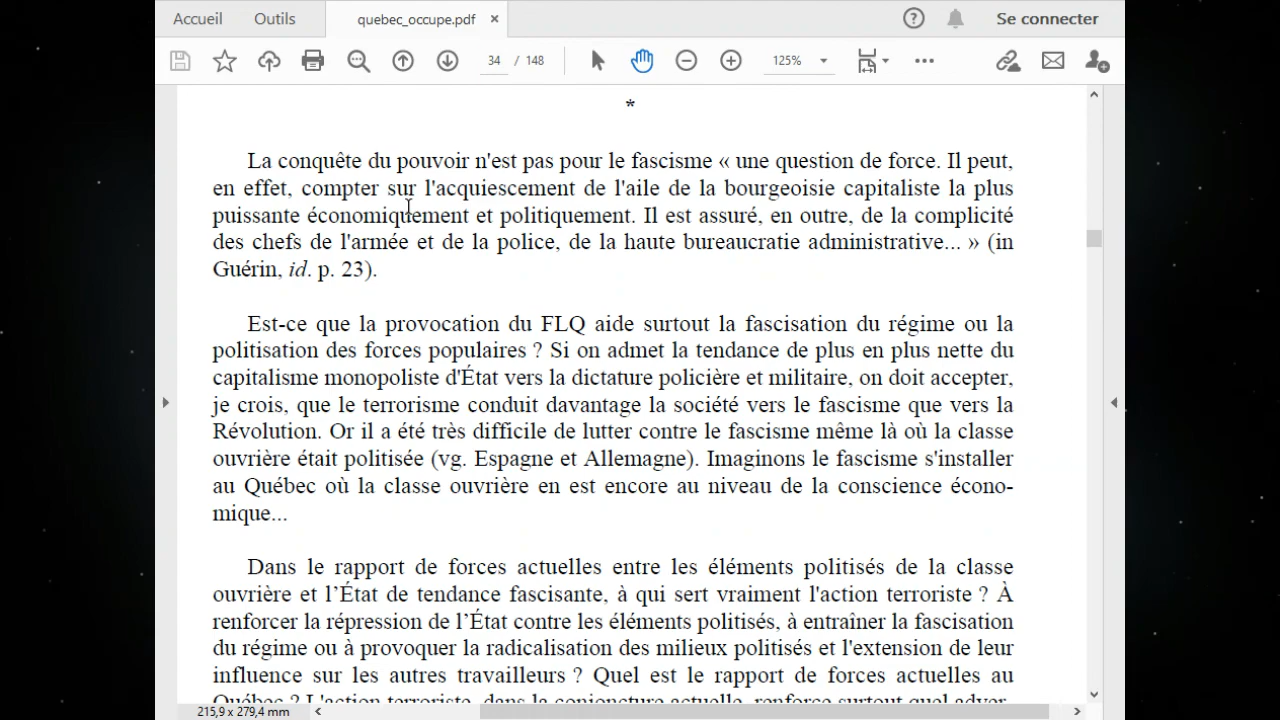 Accueil Outils quebec_occupe.pdf × ? Se connecter
34 / 148 125%
*
La conquête du pouvoir n'est pas pour le fascisme « une question de force. Il peut,
en effet, compter sur l'acquiescement de l'aile de la bourgeoisie capitaliste la plus
puissante économiquement et politiquement. Il est assuré, en outre, de la complicité
des chefs de l'armée et de la police, de la haute bureaucratie administrative... » (in
Guérin, id. p. 23).
Est-ce que la provocation du FLQ aide surtout la fascisation du régime ou la
politisation des forces populaires ? Si on admet la tendance de plus en plus nette du
capitalisme monopoliste d'État vers la dictature policière et militaire, on doit accepter,
je crois, que le terrorisme conduit davantage la société vers le fascisme que vers la
Révolution. Or il a été très difficile de lutter contre le fascisme même là où la classe
ouvrière était politisée (vg. Espagne et Allemagne). Imaginons le fascisme s'installer
au Québec où la classe ouvrière en est encore au niveau de la conscience écono-
mique...
Dans le rapport de forces actuelles entre les éléments politisés de la classe
ouvrière et l’État de tendance fascisante, à qui sert vraiment l'action terroriste ? À
renforcer la répression de l’État contre les éléments politisés, à entraîner la fascisation
du régime ou à provoquer la radicalisation des milieux politisés et l'extension de leur
influence sur les autres travailleurs ? Quel est le rapport de forces actuelles au
Québec ? L'action terroriste, dans la conjoncture actuelle, renforce surtout quel adver-
215,9 x 279,4 mm